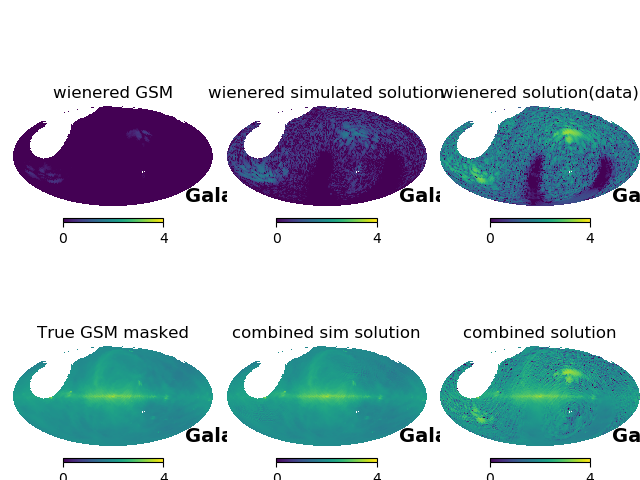 wienered GSM
wienered simulated solution
wienered solution(data)
Gala
Gala
Ga
0 4
0 4
0 4
True GSM masked
combined sim solution
combined solution
Gala
Gala
Ga
0 4
0 4
0 4